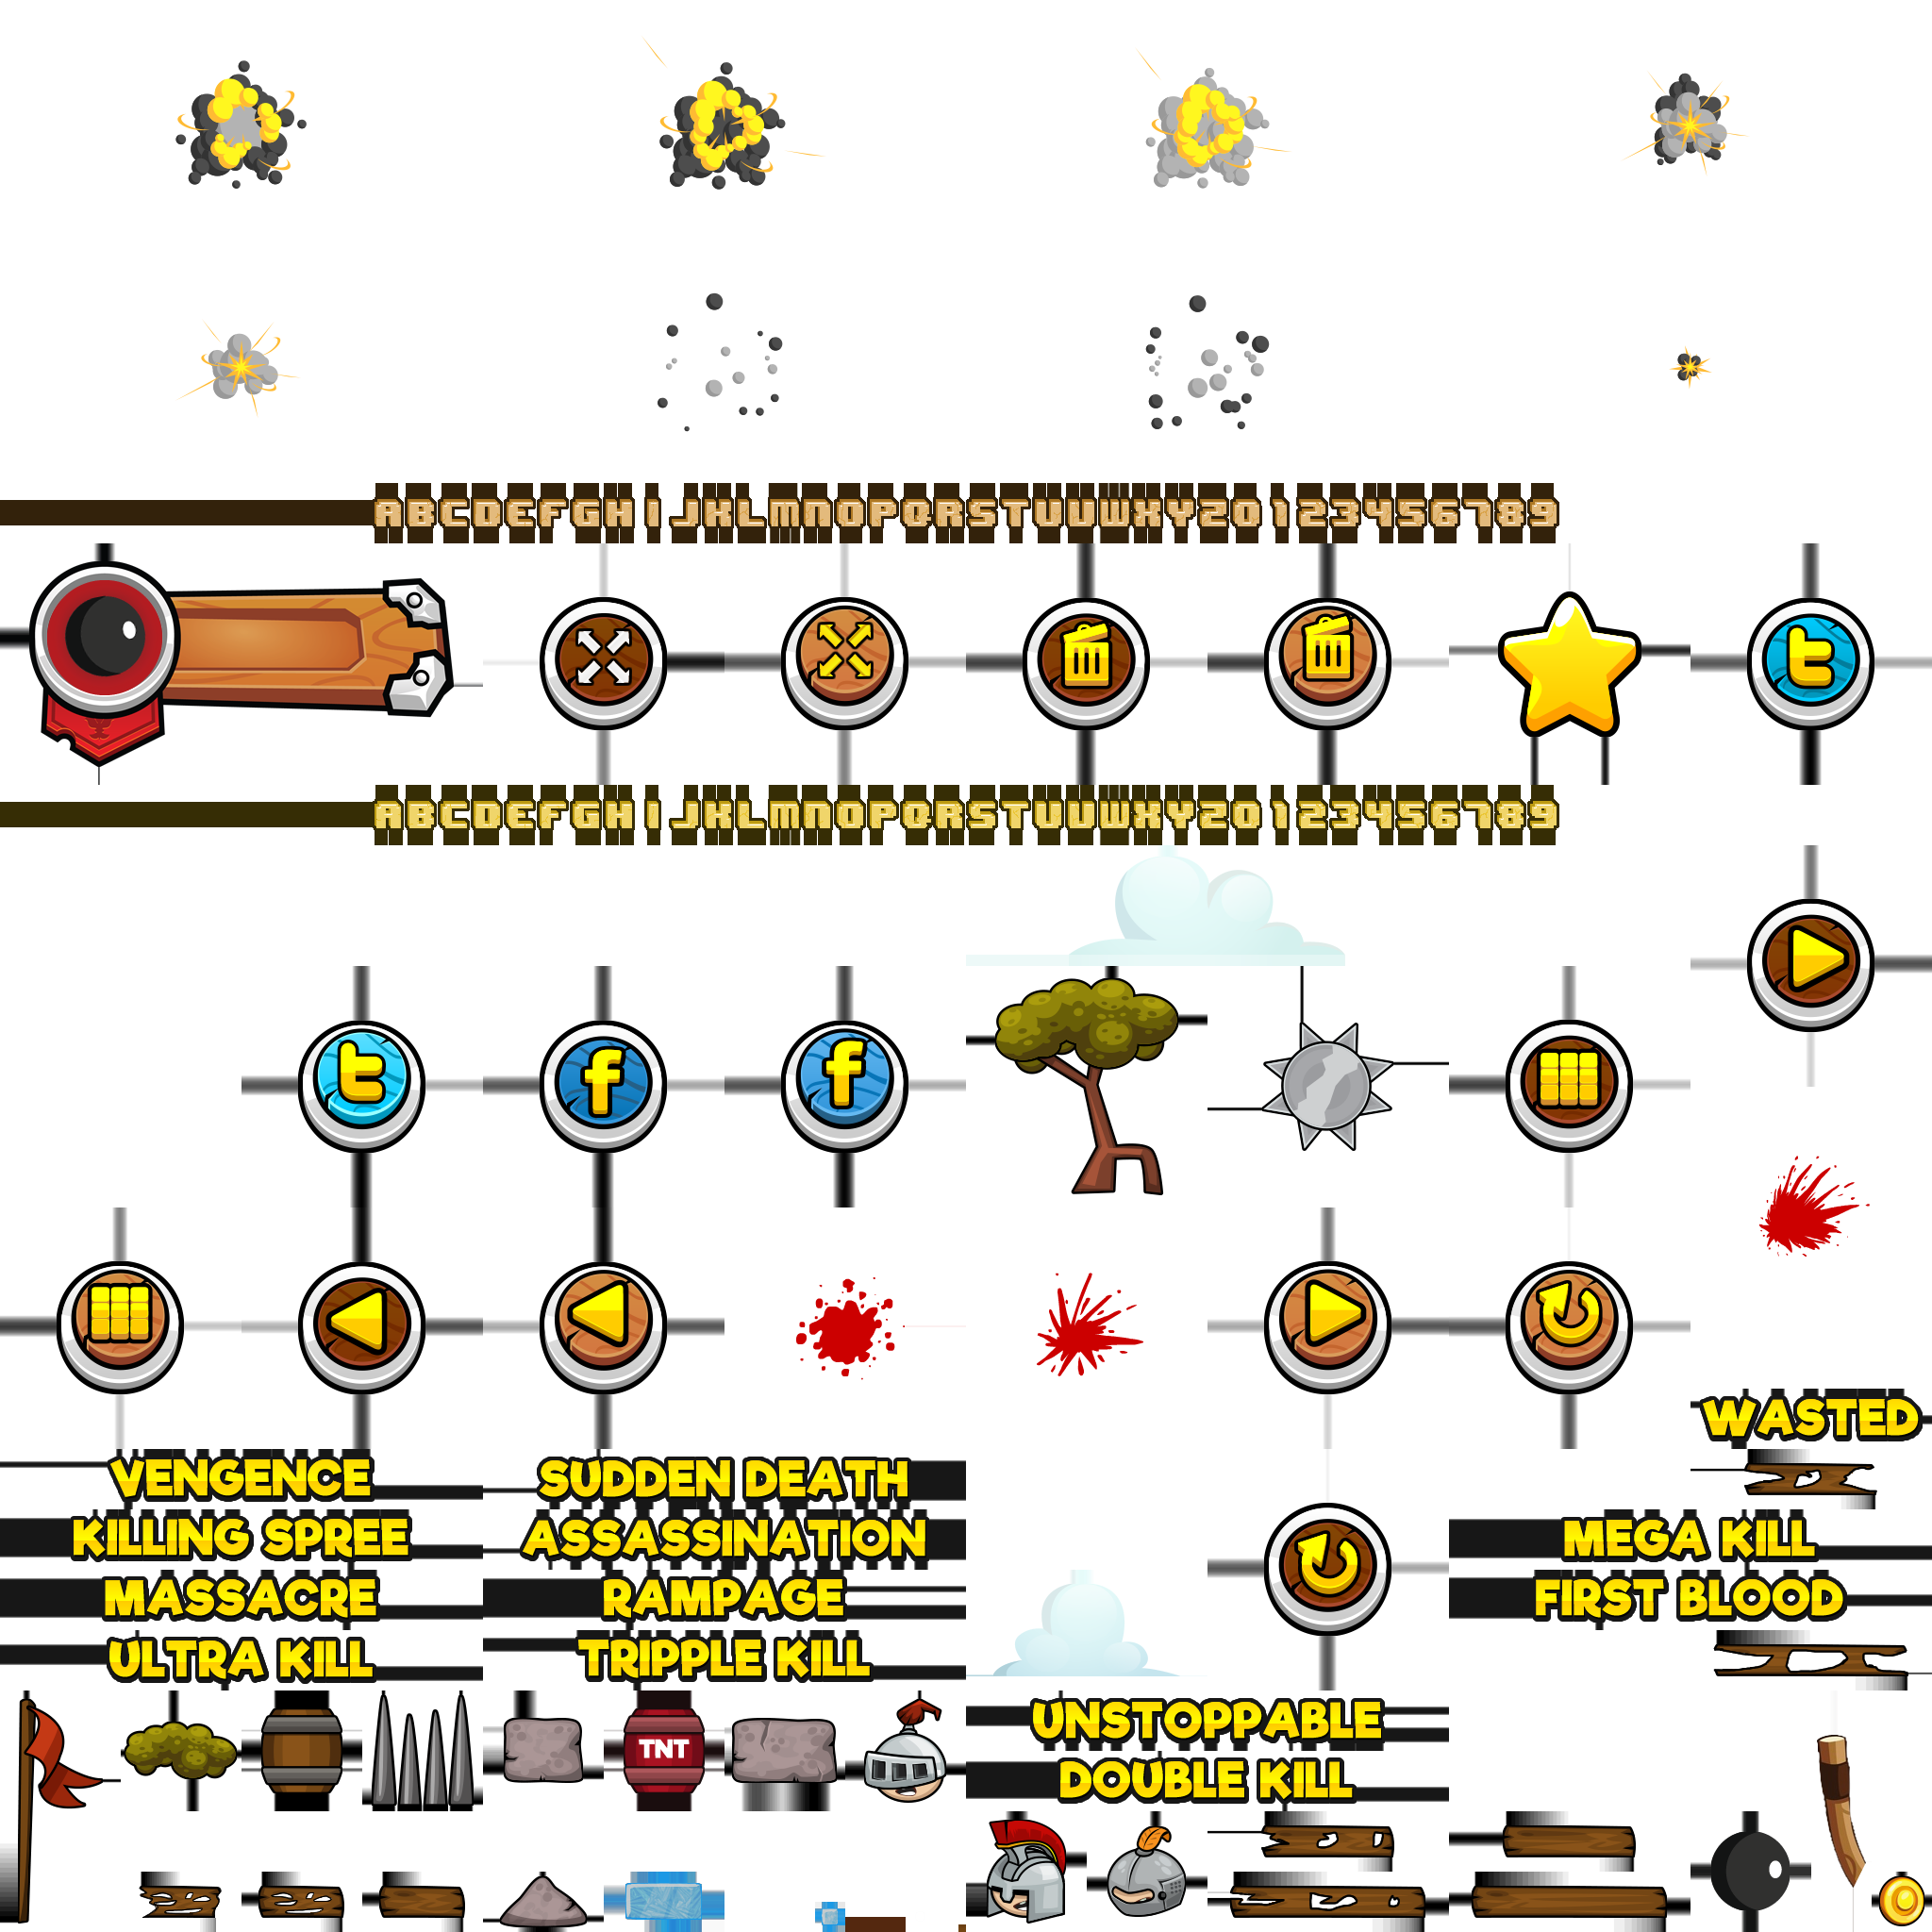 ABCDEFGHIJKLMNOPQRSTUVWXYZ0123456789
t
ABCDEFGHIJKLMNOPQRSTUVWXYZ0123456789
t
f
f
WASTED
VENGENCE
SUDDEN DEATH
KILLING SPREE
ASSASSINATION
MEGA KILL
MASSACRE
RAMPAGE
FIRST BLOOD
ULTRA KILL
TRIPPLE KILL
UNSTOPPABLE
TNT
DOUBLE KILL